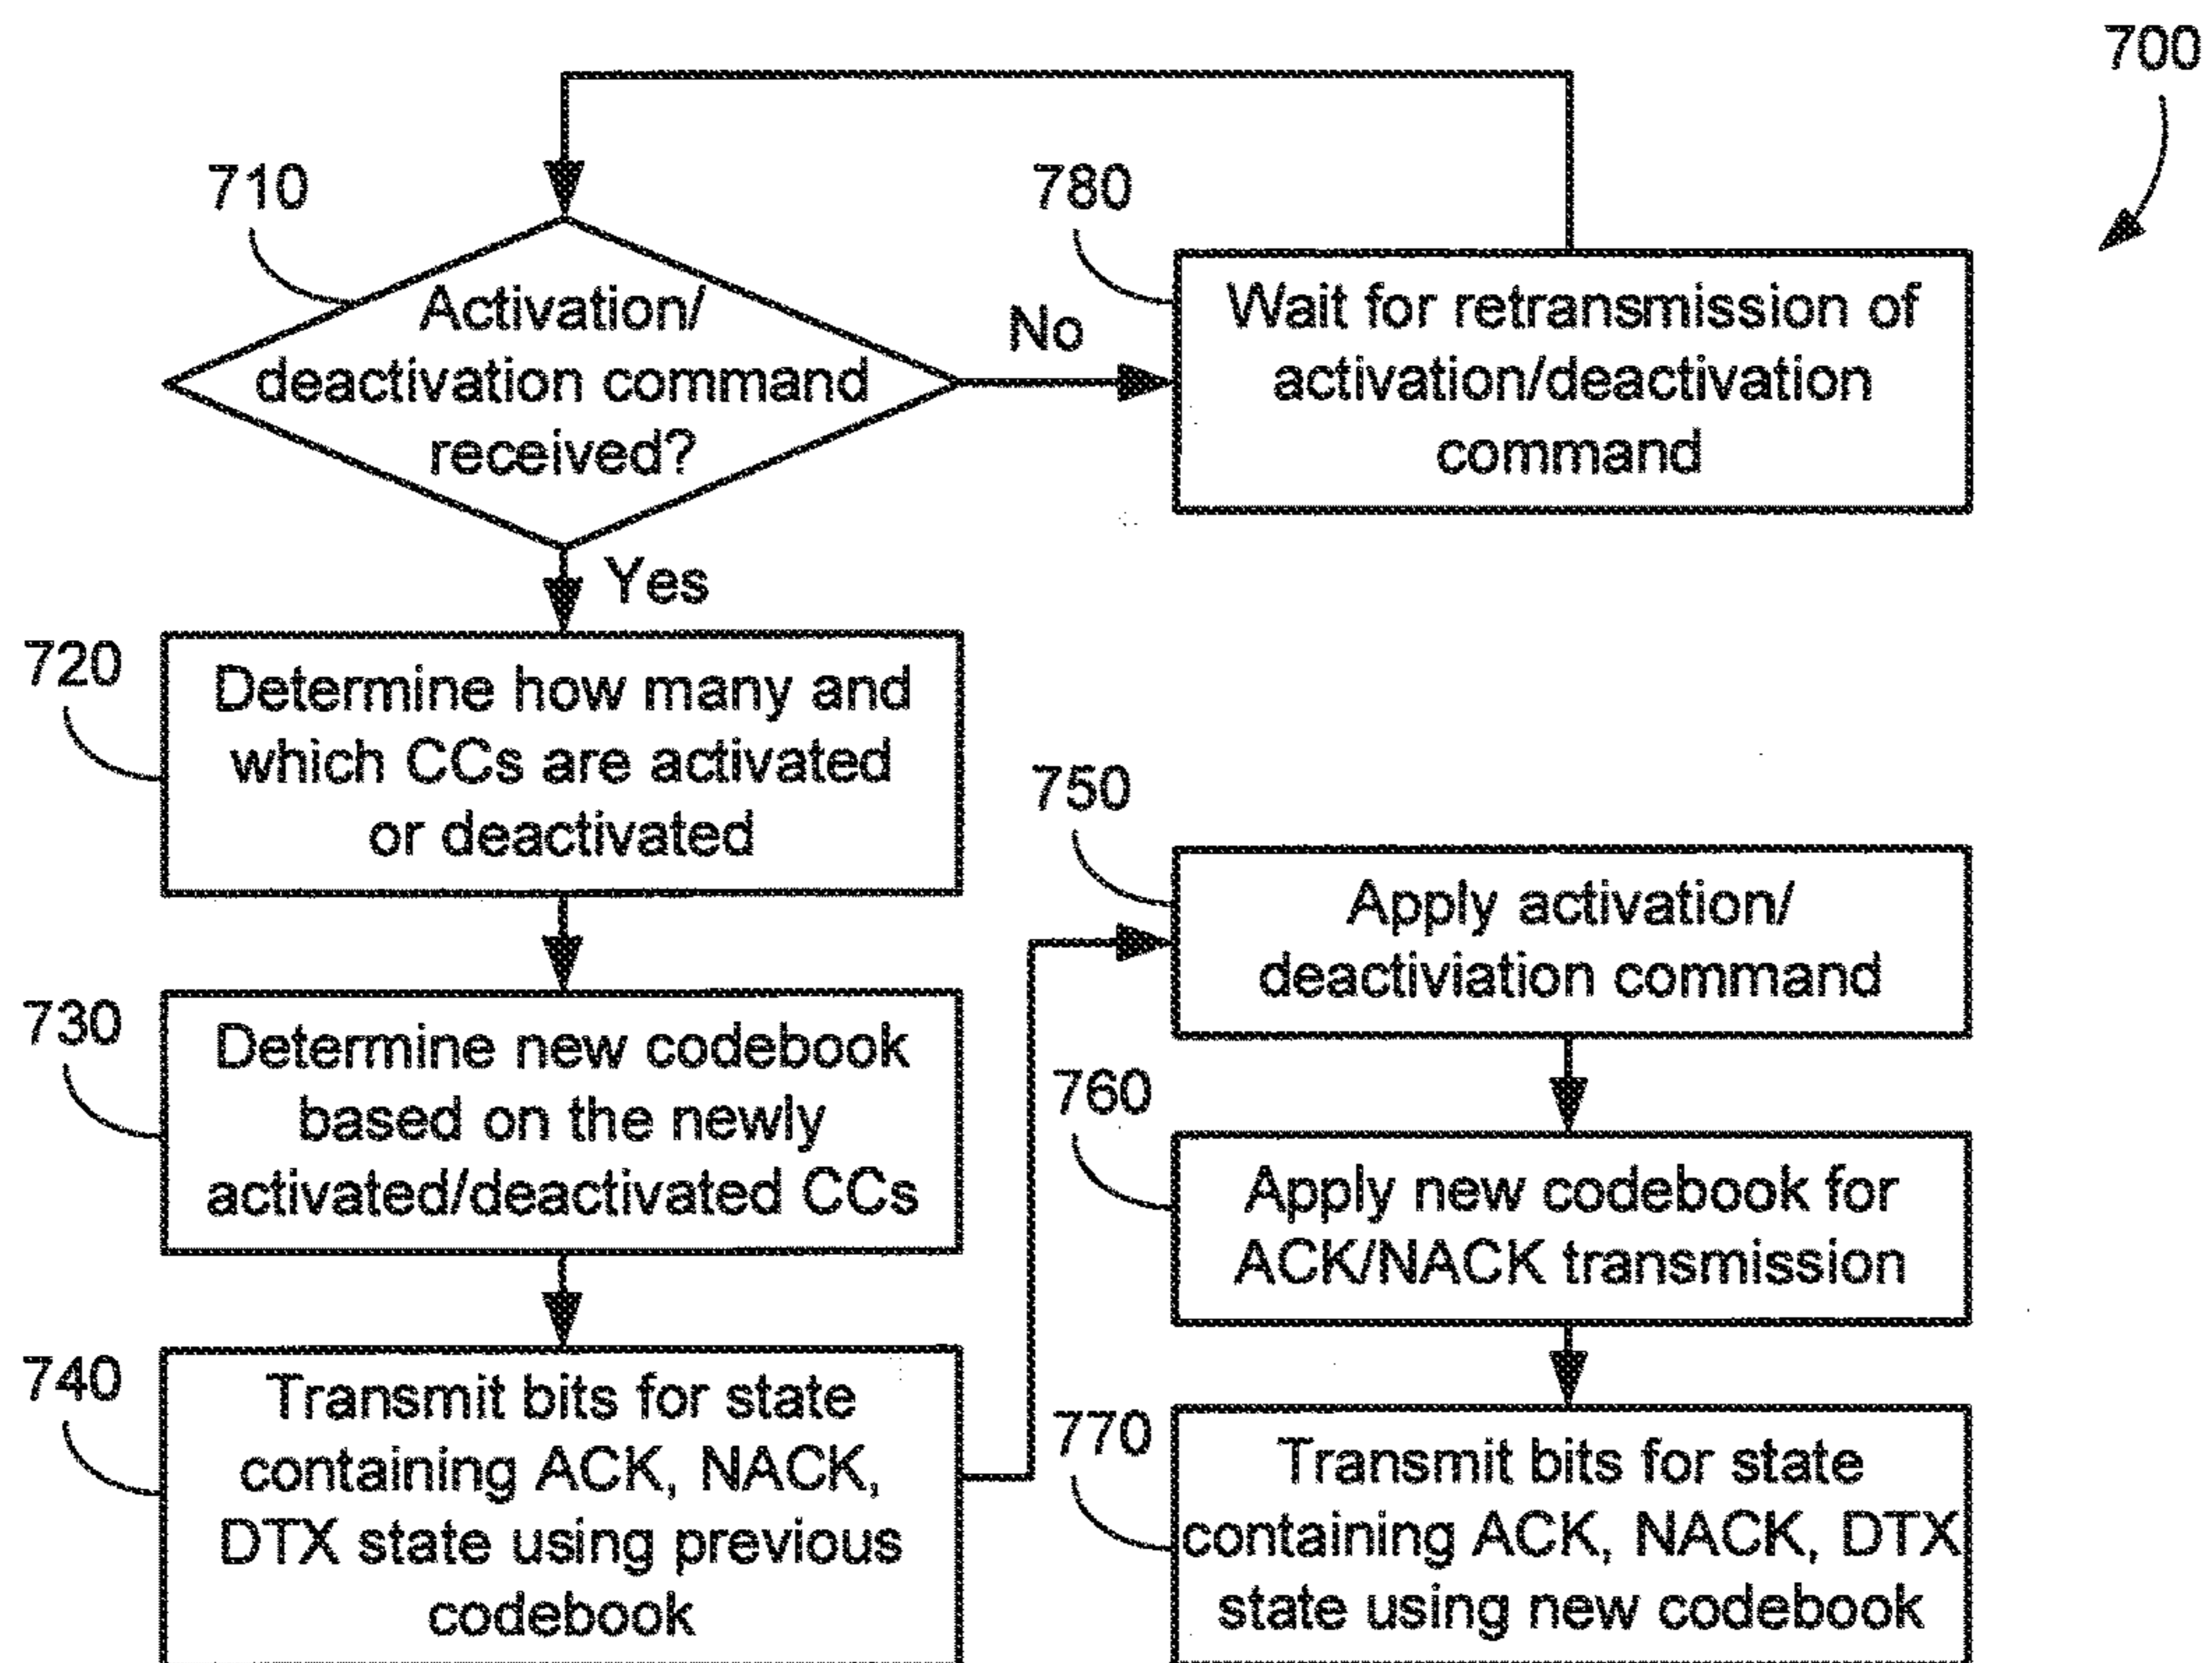 700
710
Activation/
deactivation command
received?
No
780
Wait for retransmission of
activation/deactivation
command
Yes
720
Determine how many and
which CCs are activated
or deactivated
730
Determine new codebook
based on the newly
activated/deactivated CCs
740
Transmit bits for state
containing ACK, NACK,
DTX state using previous
codebook
750
Apply activation/
deactiviation command
760
Apply new codebook for
ACK/NACK transmission
770
Transmit bits for state
containing ACK, NACK, DTX
state using new codebook